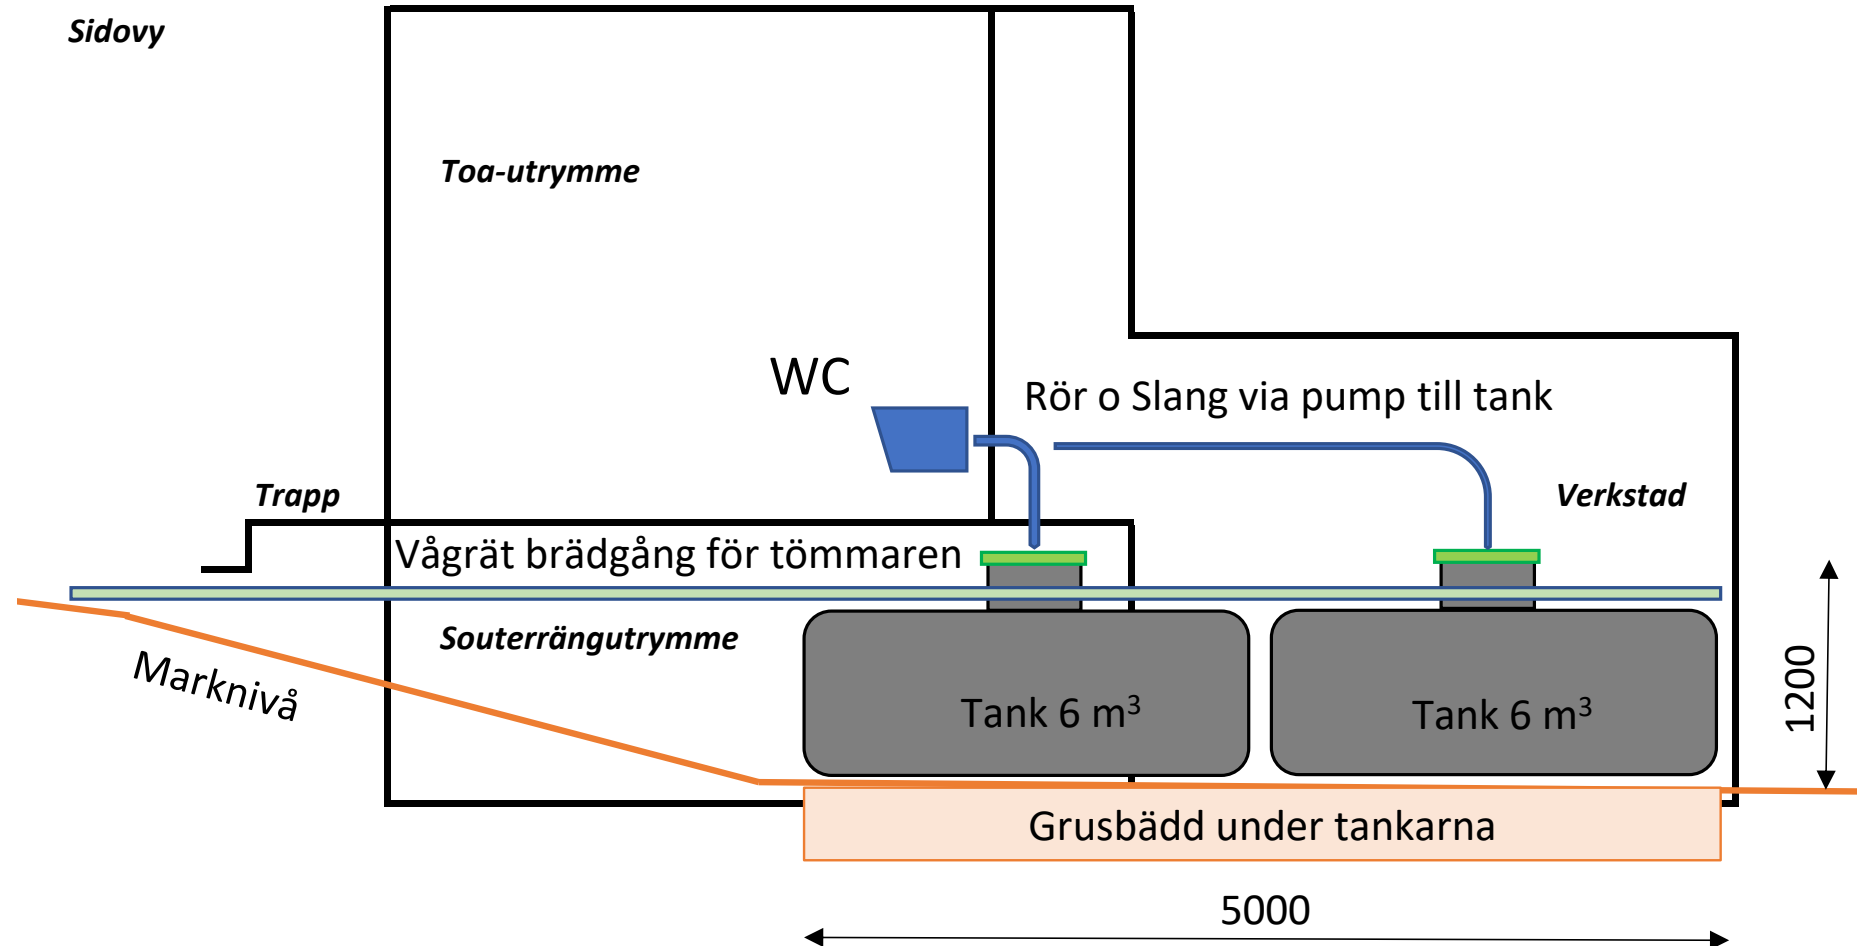 Sidovy
Toa-utrymme
WC
Rör o Slang via pump till tank
Trapp
Verkstad
Vågrät brädgång för tömmaren
Souterrängutrymme
Marknivå
Tank 6 m³
Tank 6 m³
1200
Grusbädd under tankarna
5000